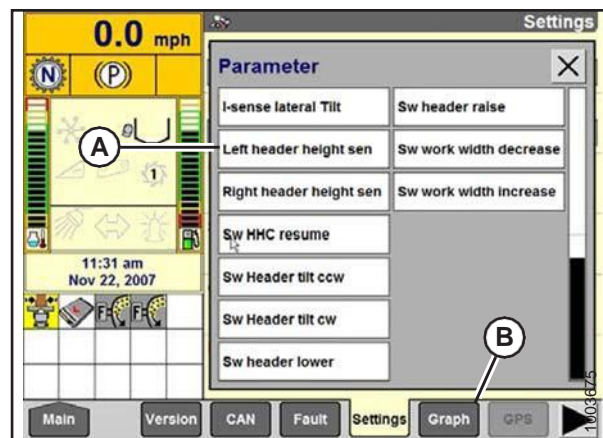 0.0 mph
Settings
N
(P)
Parameter
X
I-sense lateral Tilt
Sw header raise
A
Left header height sen
Sw work width decrease
1
Right header height sen
Sw work width increase
Sw HHC resume
11:31 am
Nov 22, 2007
Sw Header tilt ccw
Sw Header tilt cw
F F
Sw header lower
B
Main
Version
CAN
Fault
Settings
Graph
GPS
1003675